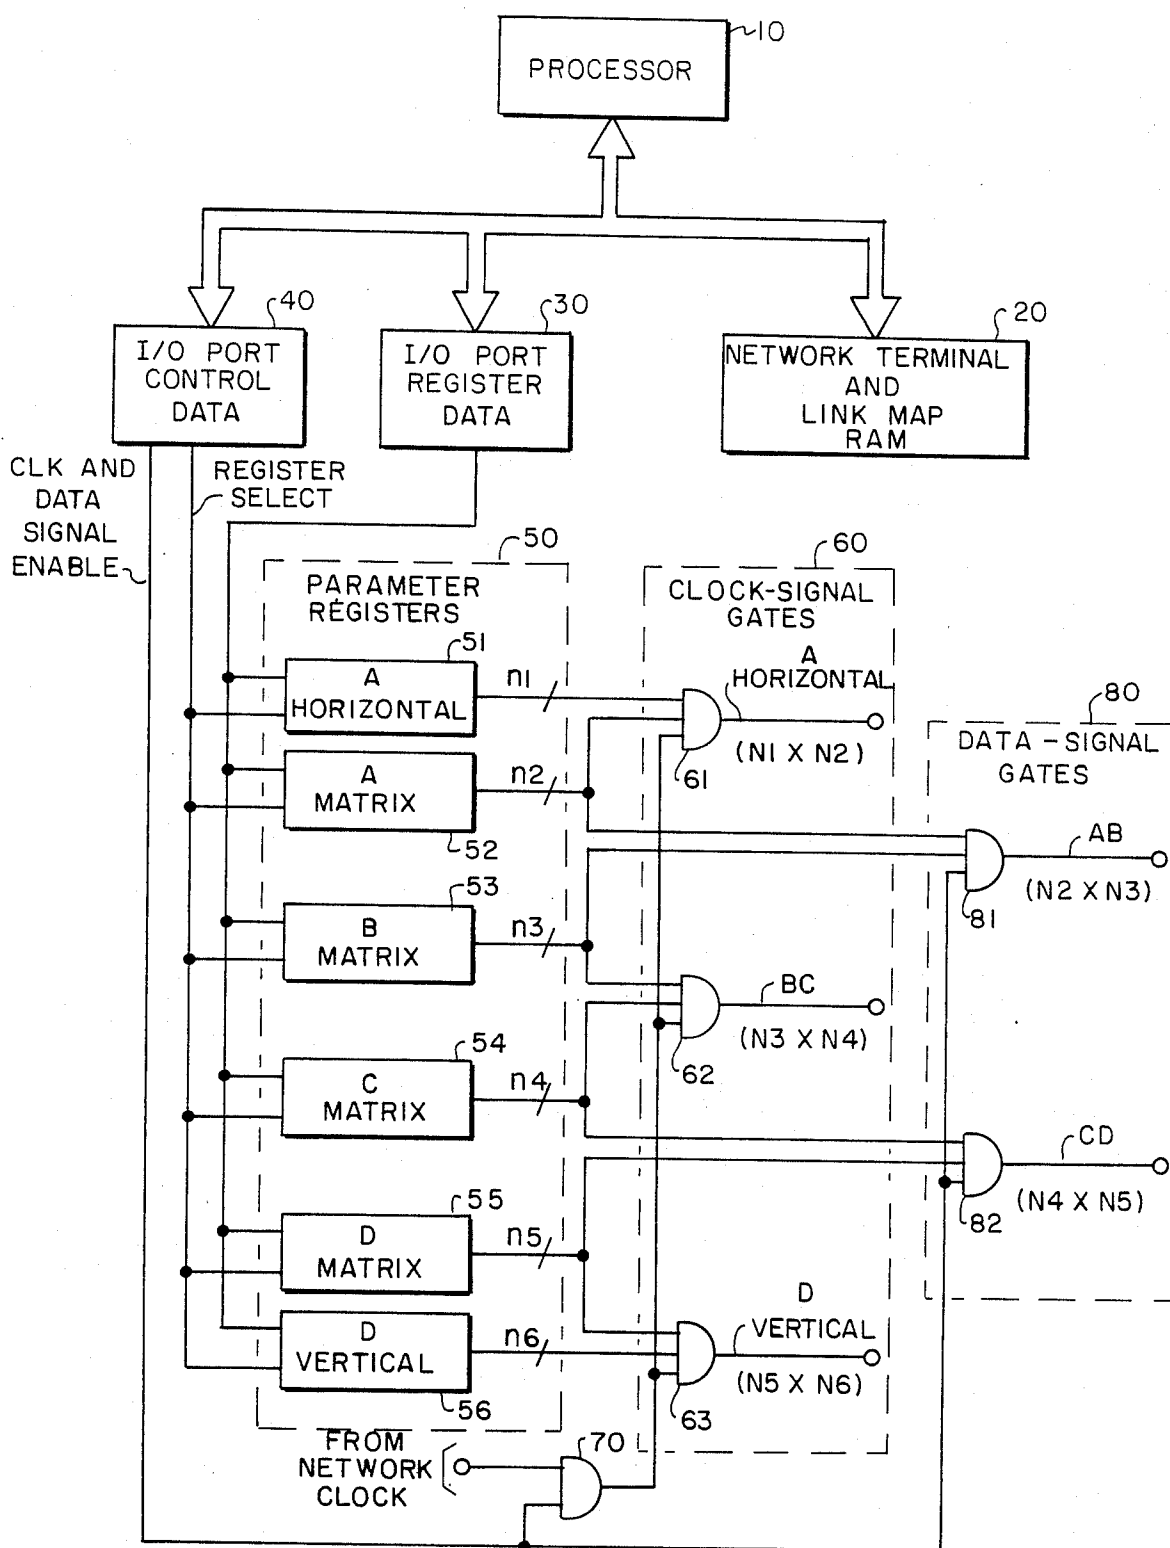 10
PROCESSOR
40
30
20
I/O PORT
CONTROL
DATA
I/O PORT
REGISTER
DATA
NETWORK TERMINAL
AND
LINK MAP
RAM
CLK AND
DATA
SIGNAL
ENABLE
REGISTER
SELECT
50
60
PARAMETER
REGISTERS
CLOCK-SIGNAL
GATES
51
A
HORIZONTAL
n1
A
HORIZONTAL
61
(N1 X N2)
80
DATA-SIGNAL
GATES
A
MATRIX
52
n2
AB
(N2 X N3)
81
53
B
MATRIX
n3
BC
(N3 X N4)
62
54
C
MATRIX
n4
CD
(N4 X N5)
82
55
D
MATRIX
n5
D
VERTICAL
56
n6
D
VERTICAL
(N5 X N6)
63
FROM
NETWORK
CLOCK
70